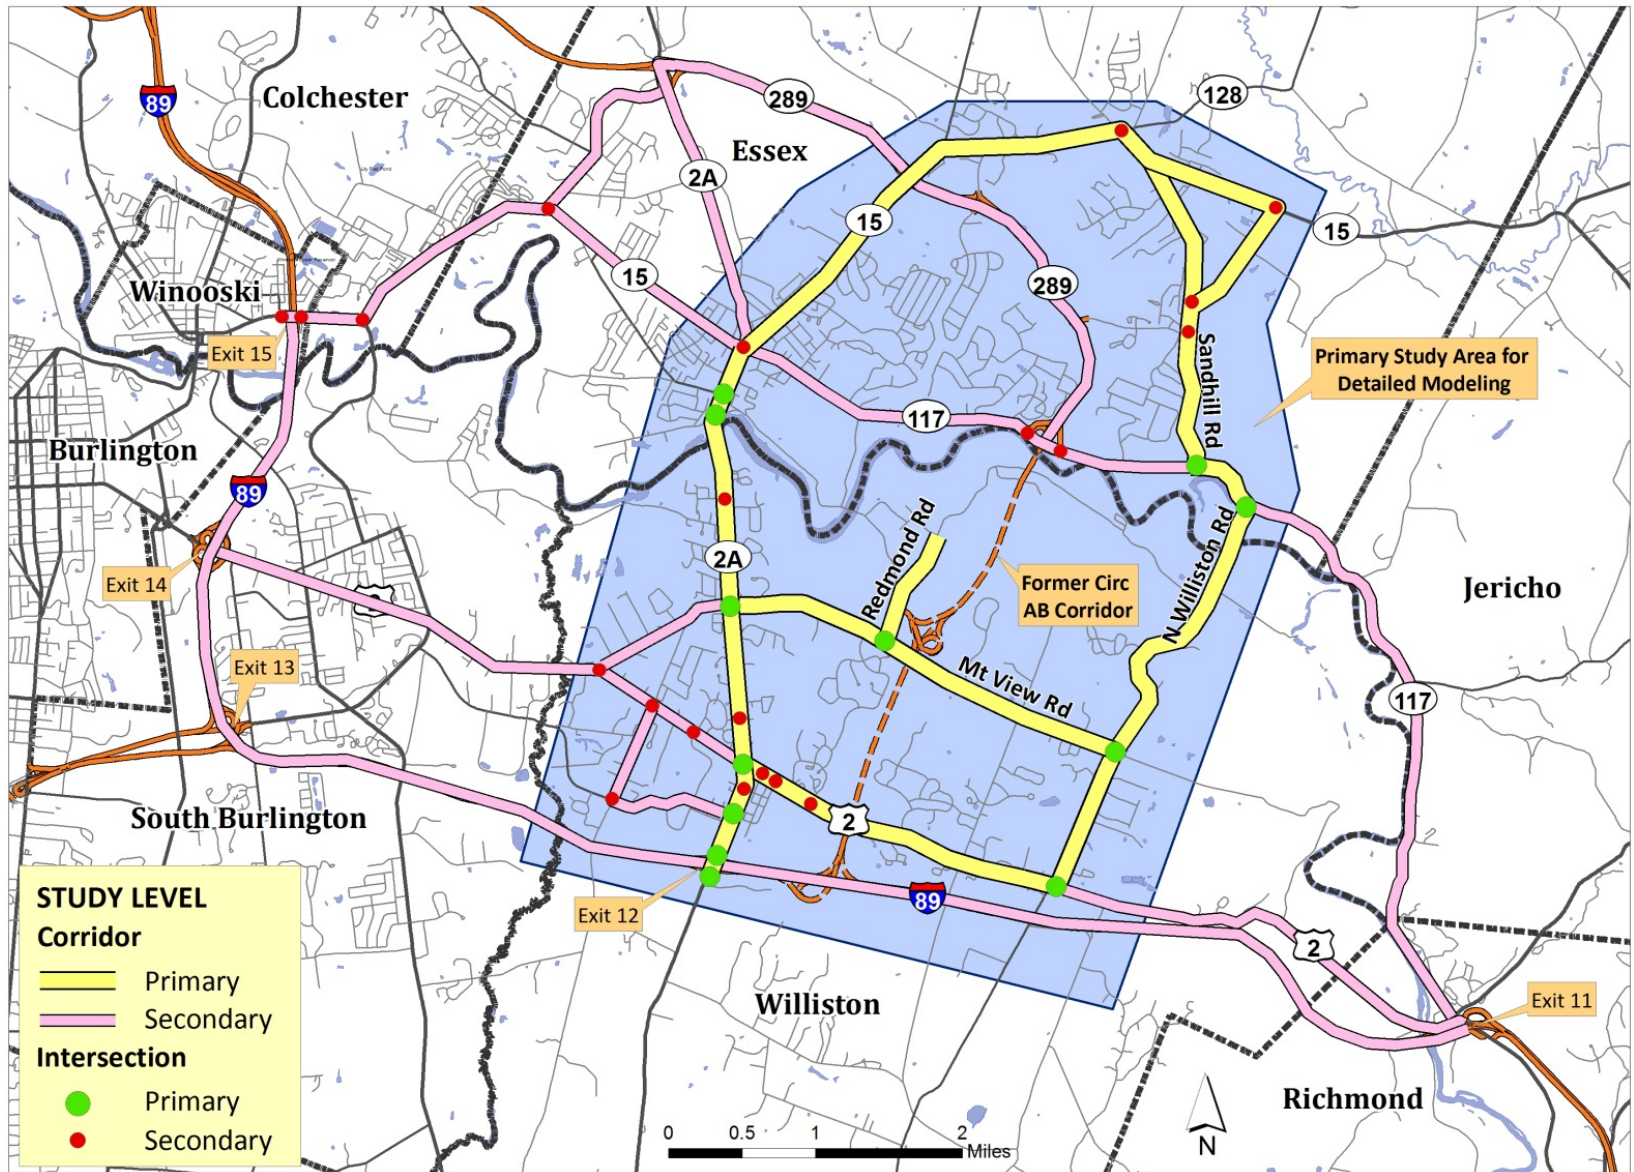 89
Colchester
289
128
Essex
2A
15
15
15
289
Winooski
Exit 15
Sandhill Rd
Primary Study Area for
Detailed Modeling
117
Burlington
89
2A
Exit 14
Redmond Rd
Former Circ
AB Corridor
N Williston Rd
Jericho
Exit 13
Mt View Rd
117
South Burlington
2
89
Exit 12
2
Exit 11
Williston
Richmond
STUDY LEVEL
Corridor
Primary
Secondary
Intersection
Primary
Secondary
0 0.5 1 2
Miles
N